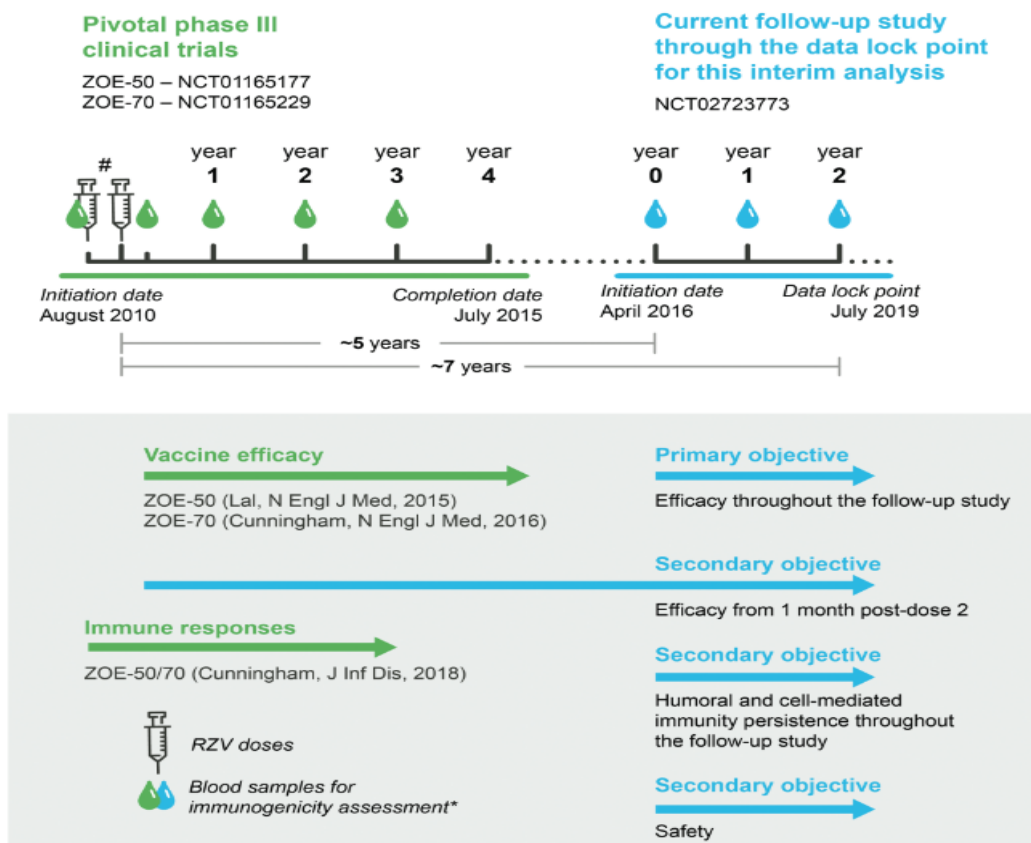 Pivotal phase III
clinical trials
ZOE-50 – NCT01165177
ZOE-70 – NCT01165229
Current follow-up study
through the data lock point
for this interim analysis
NCT02723773
#
year
1
year
2
year
3
year
4
year
0
year
1
year
2
Initiation date
August 2010
Completion date
July 2015
Initiation date
April 2016
Data lock point
July 2019
~5 years
~7 years
Vaccine efficacy
ZOE-50 (Lal, N Engl J Med, 2015)
ZOE-70 (Cunningham, N Engl J Med, 2016)
Primary objective
Efficacy throughout the follow-up study
Secondary objective
Efficacy from 1 month post-dose 2
Immune responses
ZOE-50/70 (Cunningham, J Inf Dis, 2018)
Secondary objective
Humoral and cell-mediated
immunity persistence throughout
the follow-up study
RZV doses
Blood samples for
immunogenicity assessment*
Secondary objective
Safety